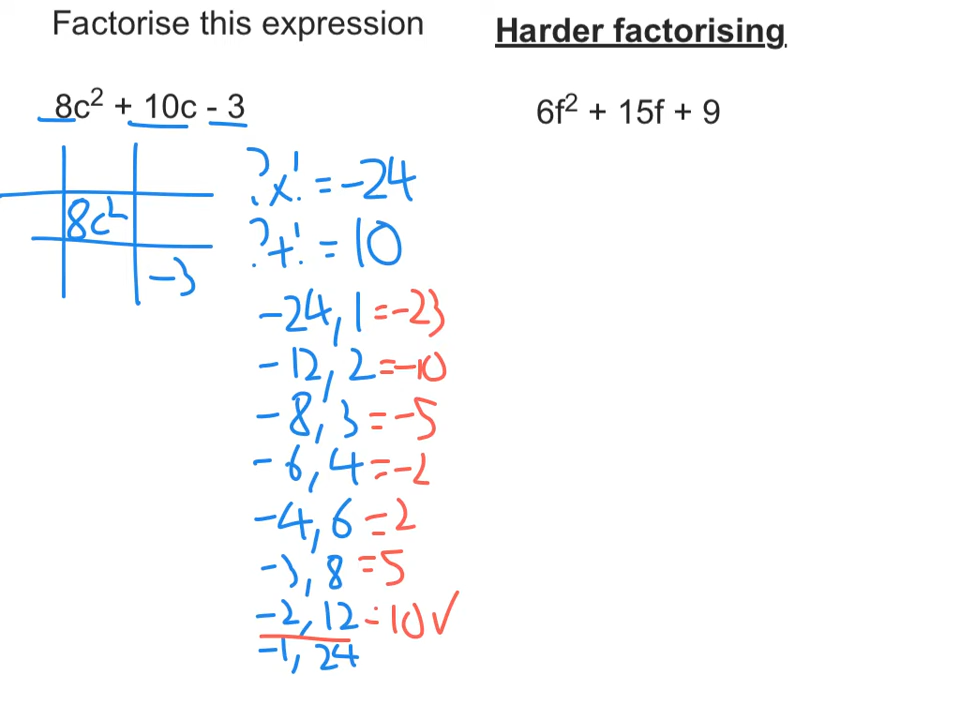 Factorise this expression
8c² + 10c - 3
8c²
-3
?x! = -24
?+! = 10
-24, 1 = -23
-12, 2 = -10
-8, 3 = -5
-6, 4 = -2
-4, 6 = 2
-3, 8 = 5
-2, 12 = 10 ✓
-1, 24
Harder factorising
6f² + 15f + 9